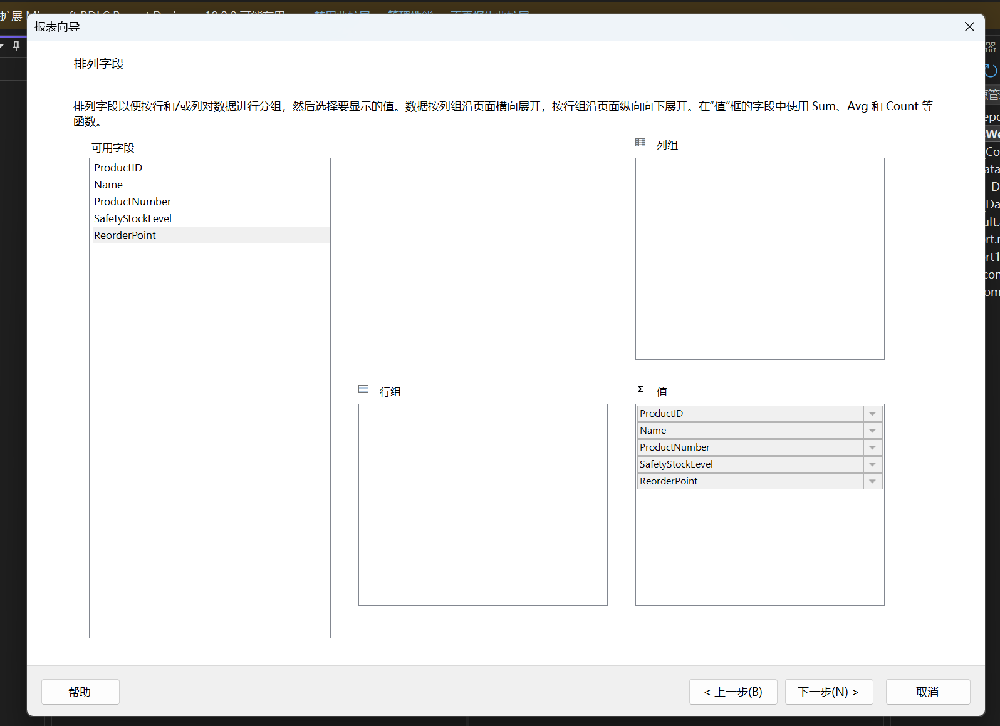 扩展
报表向导
排列字段
排列字段以便按行和/或列对数据进行分组，然后选择要显示的值。数据按列组沿页面横向展开，按行组沿页面纵向向下展开。在“值”框的字段中使用 Sum、Avg 和 Count 等
函数。
可用字段
ProductID
Name
ProductNumber
SafetyStockLevel
ReorderPoint
列组
行组
Σ 值
ProductID
Name
ProductNumber
SafetyStockLevel
ReorderPoint
帮助
< 上一步(B)
下一步(N) >
取消